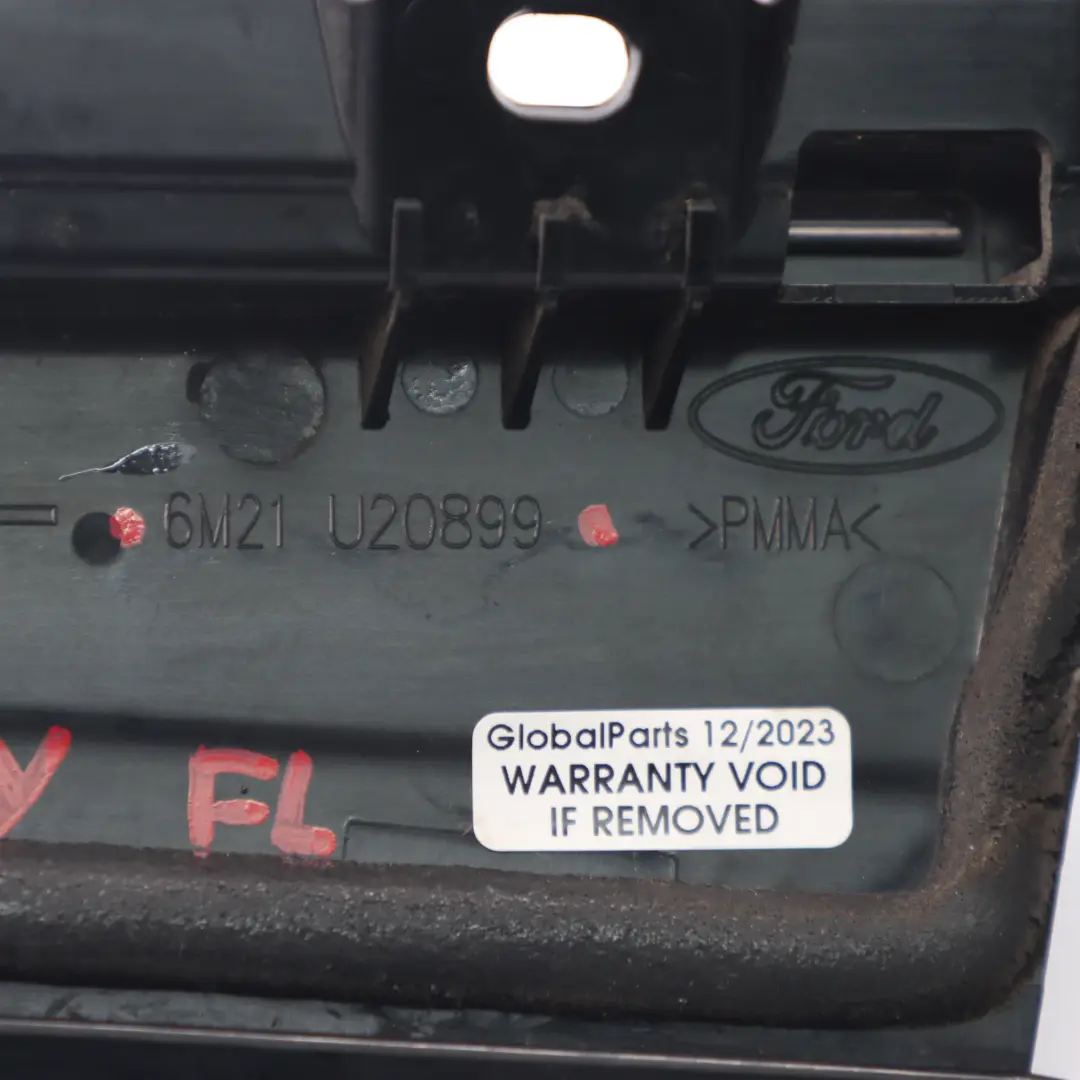 Ford
6M21 U20899 >PMMA<
Y FL
GlobalParts 12/2023
WARRANTY VOID
IF REMOVED